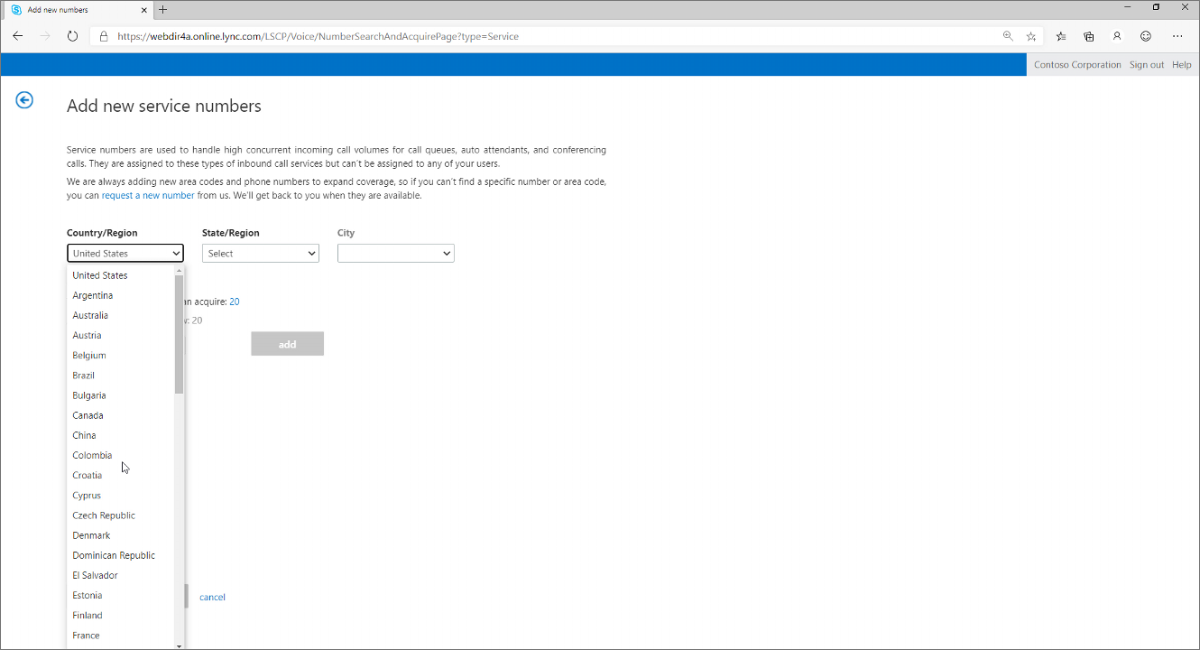 Add new numbers
https://webdir4a.online.lync.com/LSCP/Voice/NumberSearchAndAcquirePage?type=Service
Contoso Corporation Sign out Help
Add new service numbers
Service numbers are used to handle high concurrent incoming call volumes for call queues, auto attendants, and conferencing
calls. They are assigned to these types of inbound call services but can't be assigned to any of your users.
We are always adding new area codes and phone numbers to expand coverage, so if you can't find a specific number or area code,
you can request a new number from us. We'll get back to you when they are available.
Country/Region State/Region City
United States Select
United States
Argentina
an acquire: 20
Australia
20
Austria
add
Belgium
Brazil
Bulgaria
Canada
China
Colombia
Croatia
Cyprus
Czech Republic
Denmark
Dominican Republic
El Salvador
Estonia
cancel
Finland
France